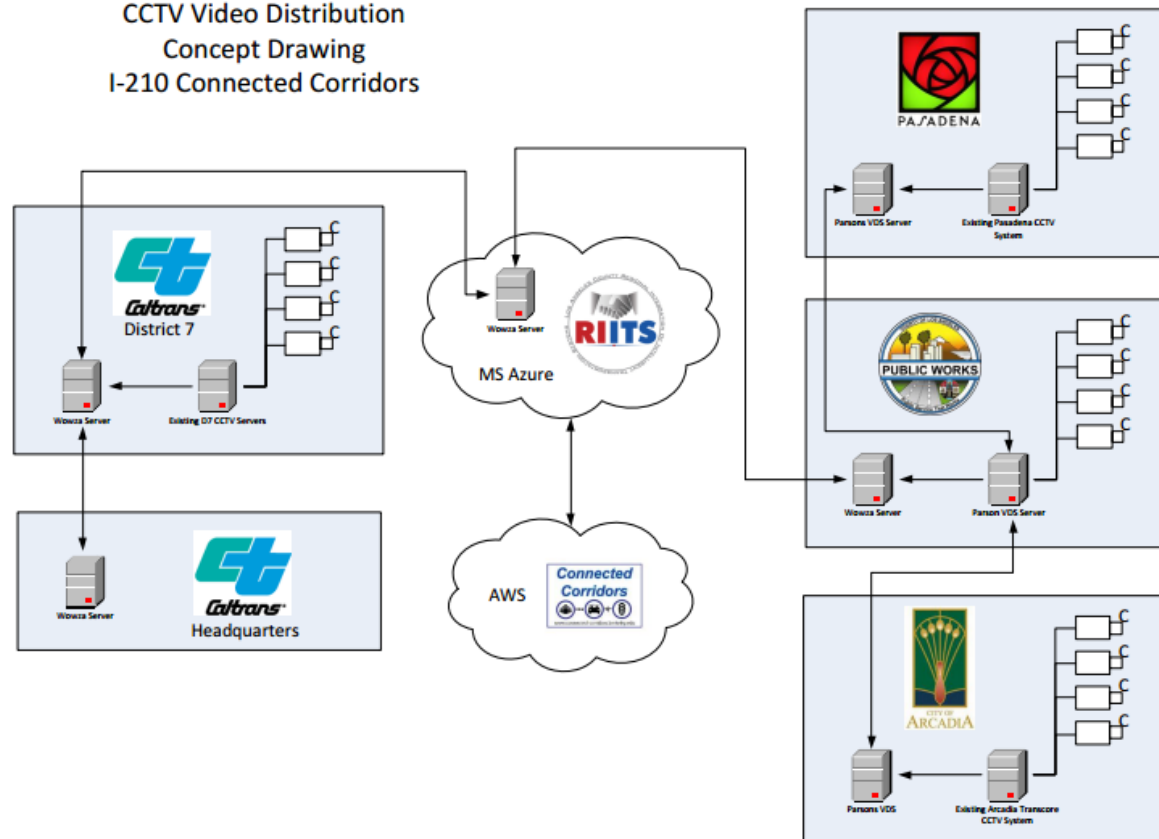 CCTV Video Distribution
Concept Drawing
I-210 Connected Corridors
PASADENA
C
C
C
C
Parsons VDS Server
Existing Pasadena CCTV
System
Caltrans
District 7
C
C
C
C
Wowza Server
Existing D7 CCTV Servers
Wowza Server
RIITS
MS Azure
PUBLIC WORKS
C
C
C
C
Wowza Server
Parson VDS Server
Caltrans
Headquarters
Wowza Server
AWS
Connected
Corridors
CITY OF
ARCADIA
C
C
C
C
Parsons VDS
Existing Arcadia Transcore
CCTV System